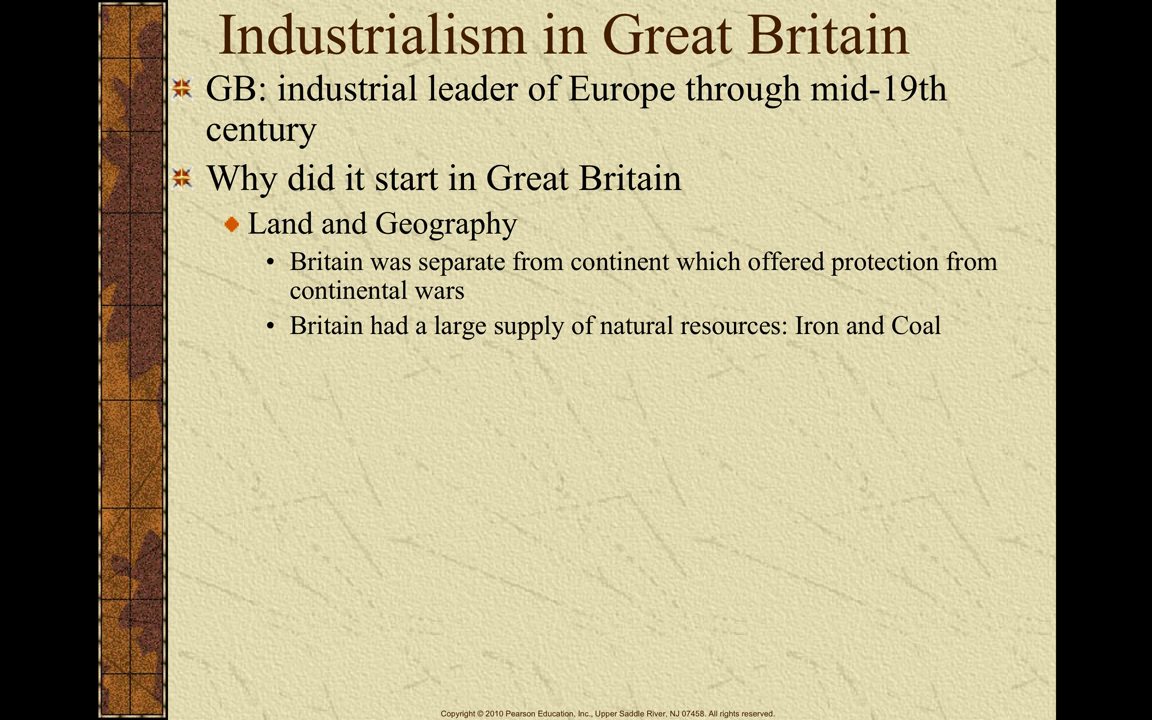 Industrialism in Great Britain
GB: industrial leader of Europe through mid-19th
century
Why did it start in Great Britain
Land and Geography
• Britain was separate from continent which offered protection from
continental wars
• Britain had a large supply of natural resources: Iron and Coal
Copyright © 2010 Pearson Education, Inc., Upper Saddle River, NJ 07458. All rights reserved.